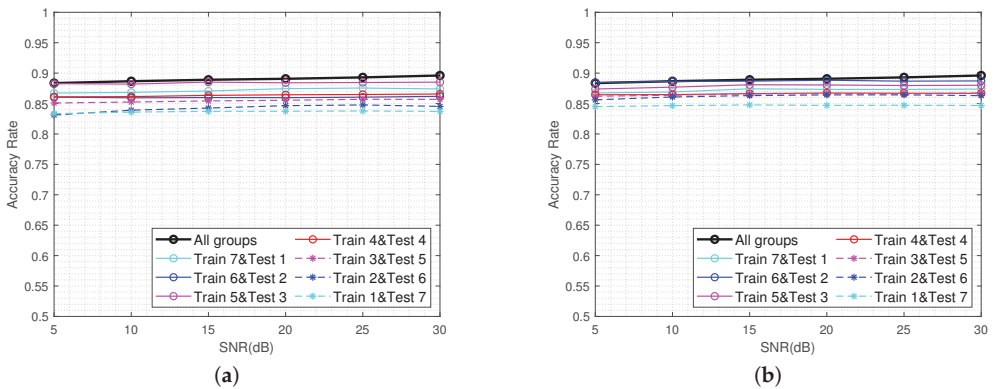 1
0.95
0.9
0.85
0.8
0.75
0.7
0.65
0.6
0.55
0.5
Accuracy Rate
All groups
Train 7&Test 1
Train 6&Test 2
Train 5&Test 3
Train 4&Test 4
Train 3&Test 5
Train 2&Test 6
Train 1&Test 7
5 10 15 20 25 30
SNR(dB)
(a)
1
0.95
0.9
0.85
0.8
0.75
0.7
0.65
0.6
0.55
0.5
Accuracy Rate
All groups
Train 7&Test 1
Train 6&Test 2
Train 5&Test 3
Train 4&Test 4
Train 3&Test 5
Train 2&Test 6
Train 1&Test 7
5 10 15 20 25 30
SNR(dB)
(b)